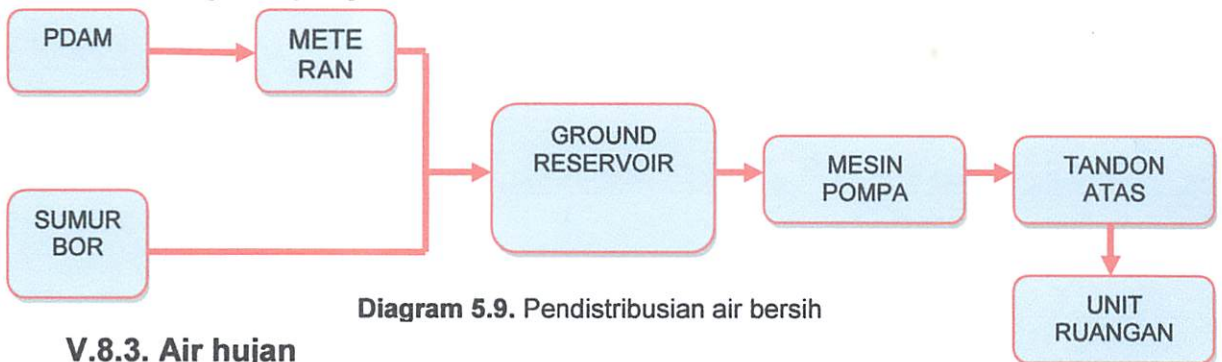 PDAM
METE
RAN
SUMUR
BOR
GROUND
RESERVOIR
MESIN
POMPA
TANDON
ATAS
UNIT
RUANGAN
Diagram 5.9. Pendistribusian air bersih
V.8.3. Air hujan